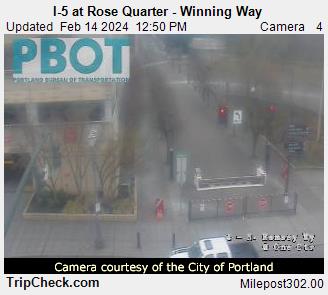 I-5 at Rose Quarter - Winning Way
Updated Feb 14 2024 12:50 PM Camera 4
PBOT
PORTLAND BUREAU OF TRANSPORTATION
Camera courtesy of the City of Portland
TripCheck.com Milepost302.00